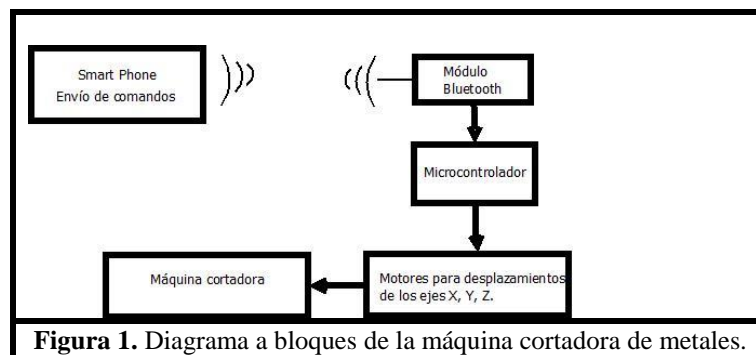 Smart Phone
Envío de comandos
Módulo
Bluetooth
Microcontrolador
Máquina cortadora
Motores para desplazamientos
de los ejes X, Y, Z.
Figura 1. Diagrama a bloques de la máquina cortadora de metales.